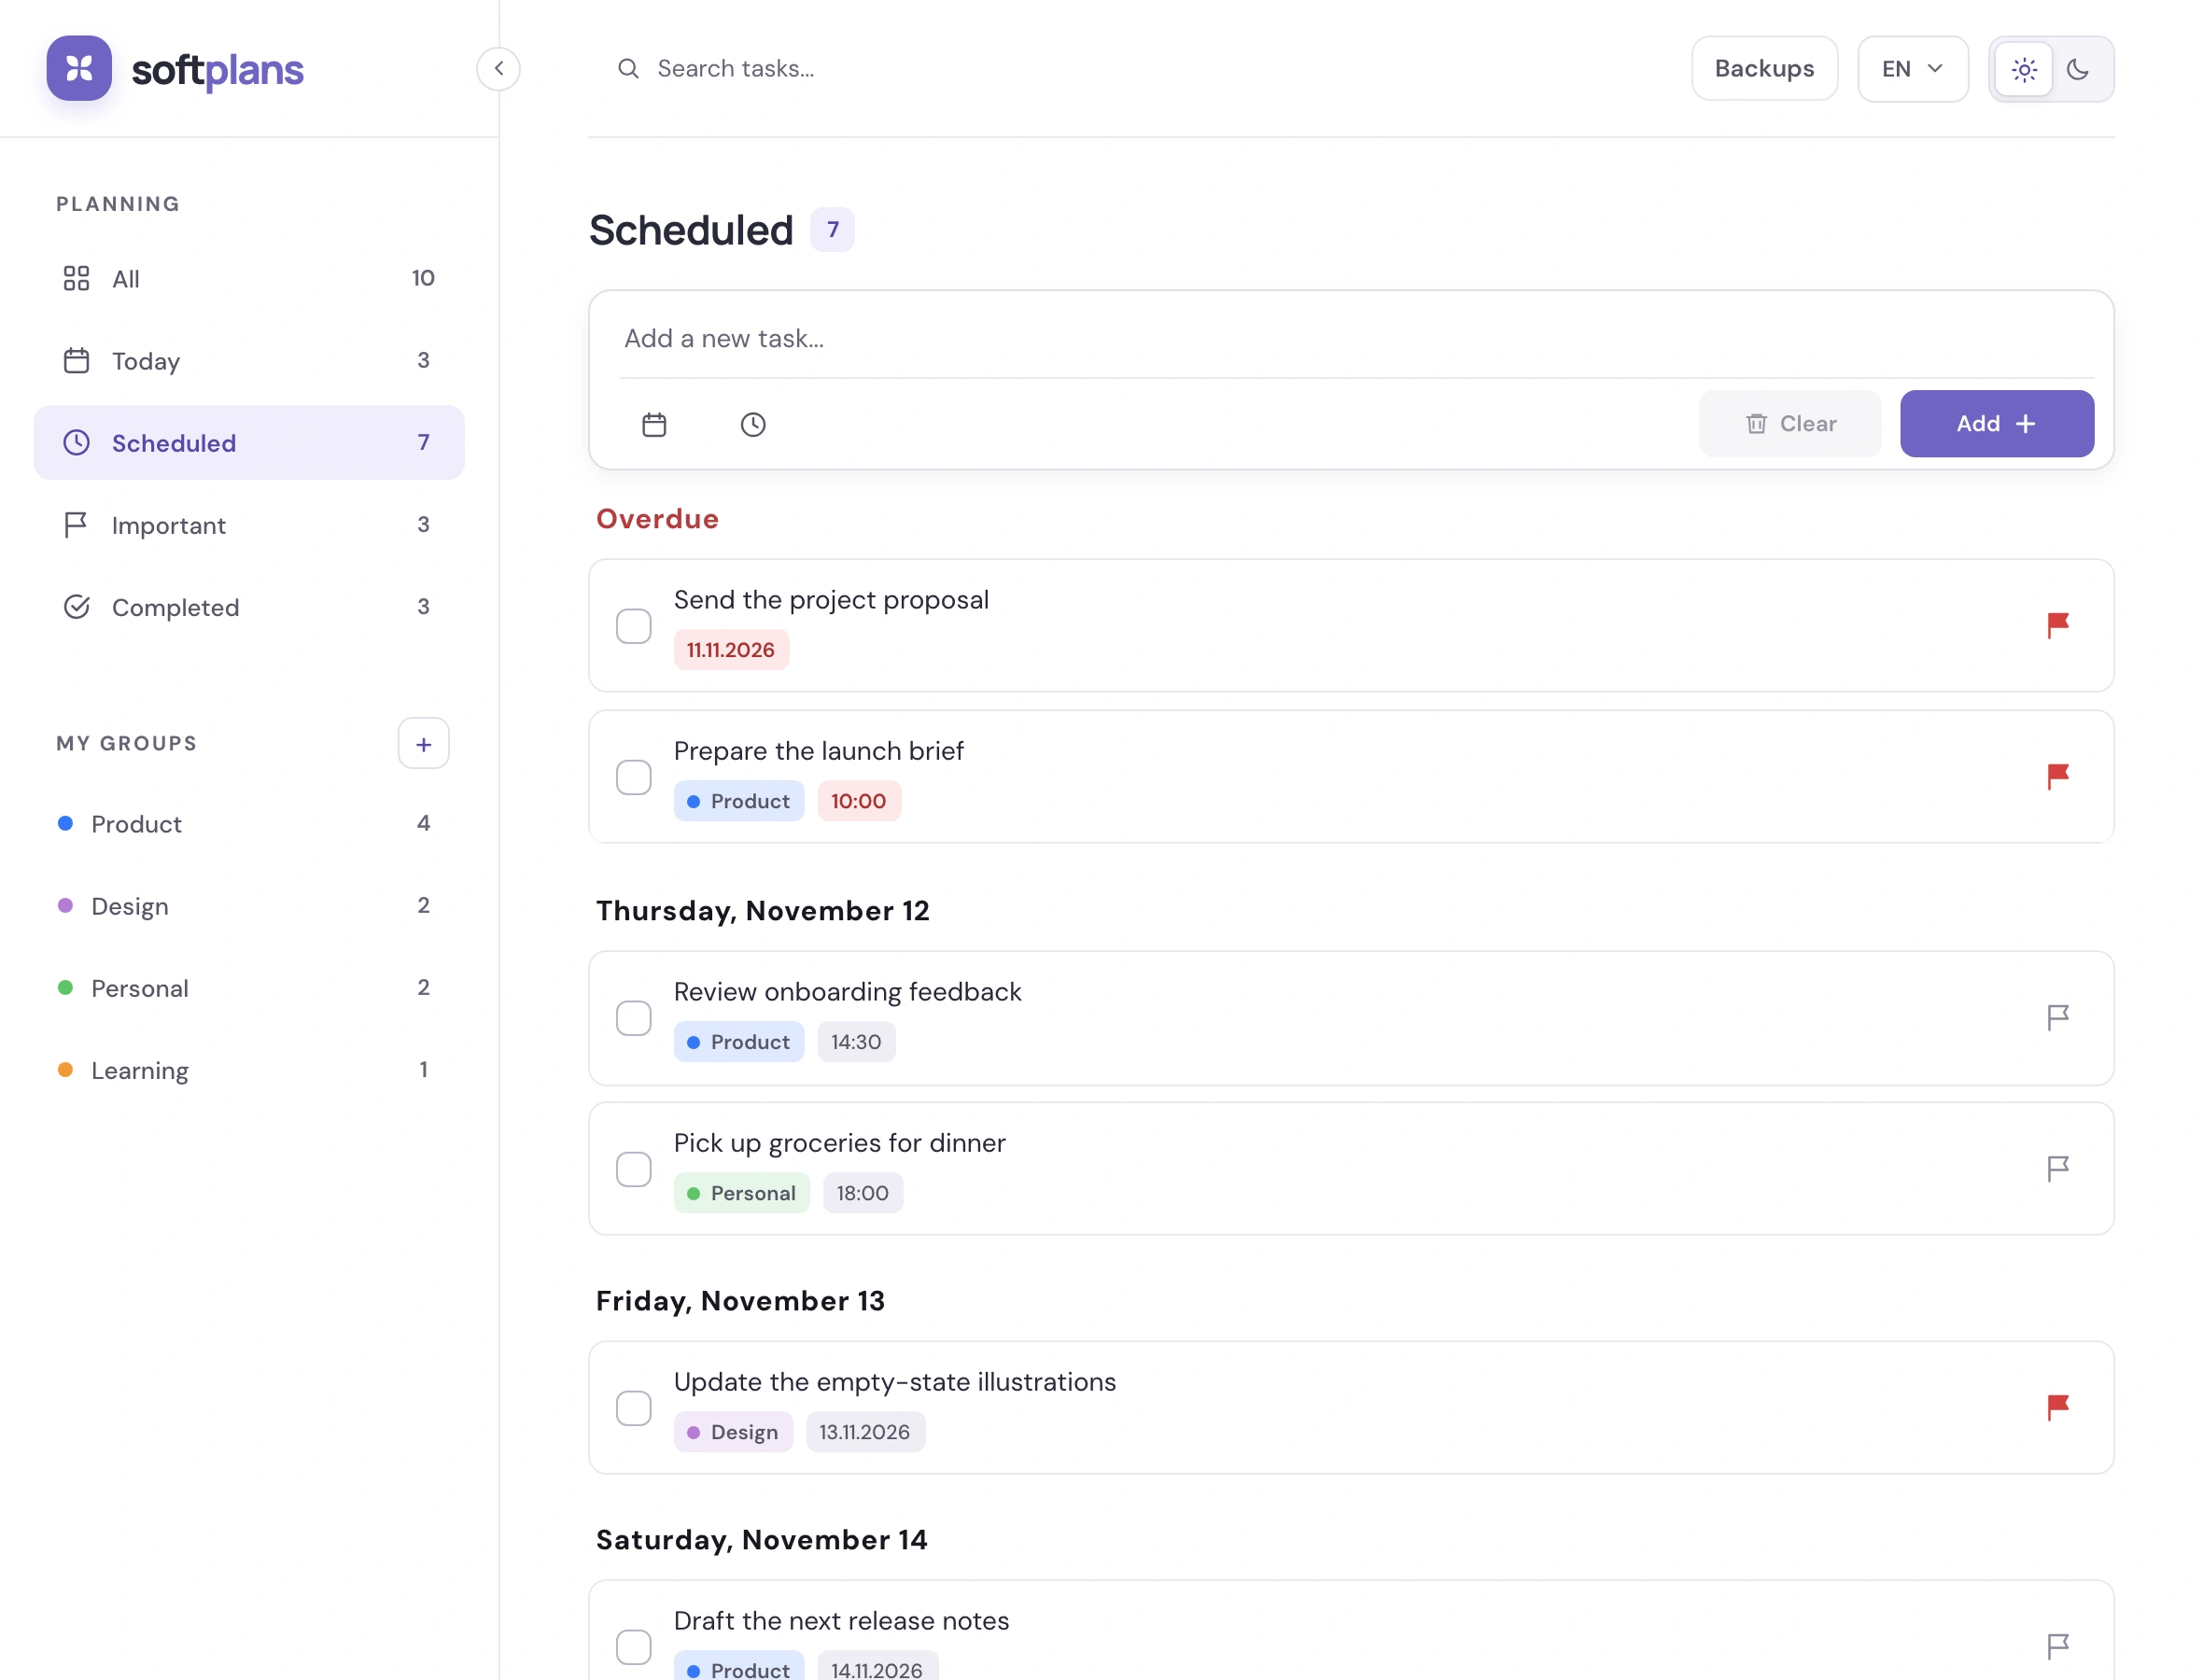 softplans
Search tasks...
Backups
EN
PLANNING
All 10
Today 3
Scheduled 7
Important 3
Completed 3
MY GROUPS
Product 4
Design 2
Personal 2
Learning 1
Scheduled 7
Add a new task...
Clear
Add
Overdue
Send the project proposal
11.11.2026
Prepare the launch brief
Product 10:00
Thursday, November 12
Review onboarding feedback
Product 14:30
Pick up groceries for dinner
Personal 18:00
Friday, November 13
Update the empty-state illustrations
Design 13.11.2026
Saturday, November 14
Draft the next release notes
Product 14.11.2026